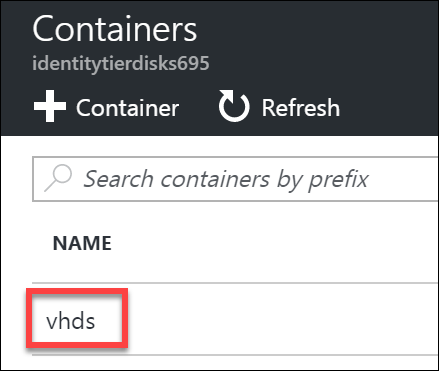 Containers
identitytierdisks695
Container Refresh
Search containers by prefix
NAME
vhds